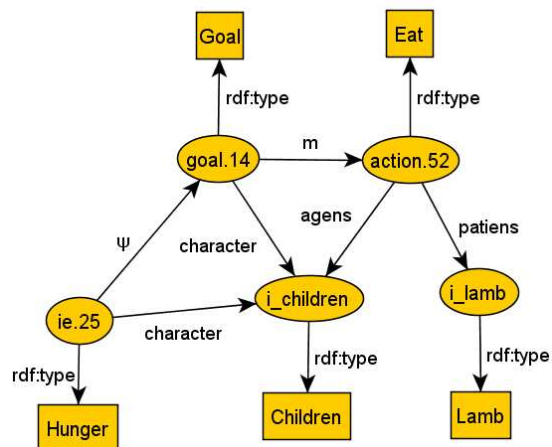 Goal
Eat
rdf:type
rdf:type
m
goal.14
action.52
agens
patiens
ψ
character
i_children
i_lamb
ie.25
character
rdf:type
rdf:type
rdf:type
Hunger
Children
Lamb